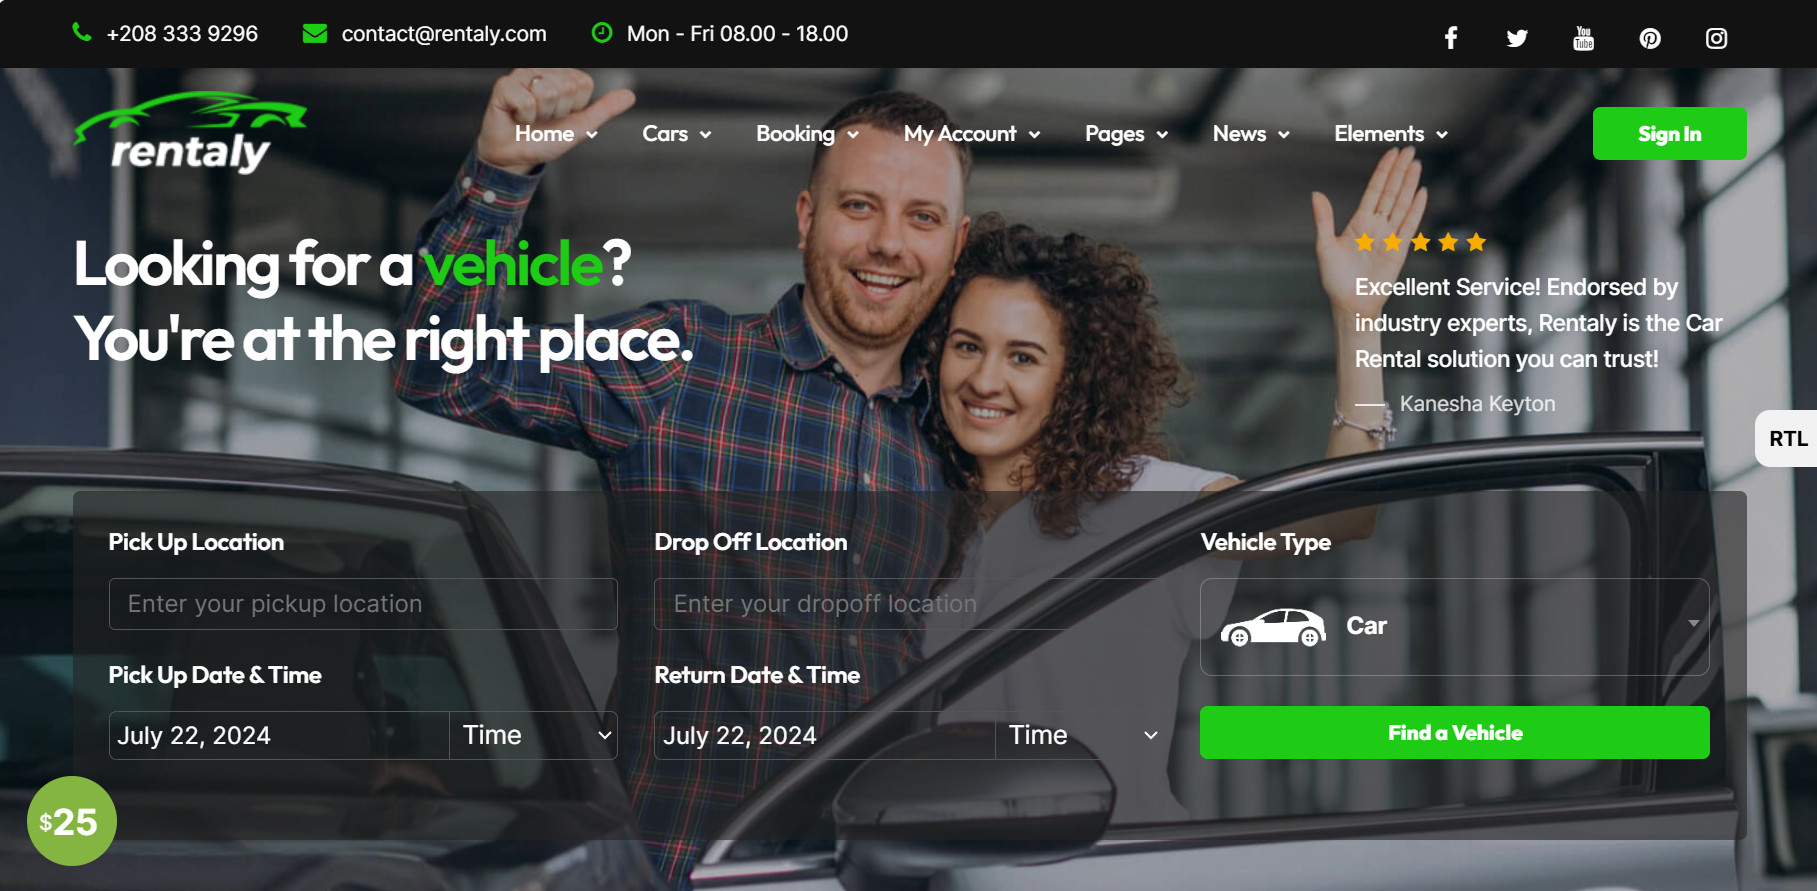 +208 333 9296
contact@rentaly.com
Mon - Fri 08.00 - 18.00
You Tube
rentaly
Home
Cars
Booking
My Account
Pages
News
Elements
Sign In
Looking for a vehicle?
You're at the right place.
Excellent Service! Endorsed by
industry experts, Rentaly is the Car
Rental solution you can trust!
Kanesha Keyton
RTL
Pick Up Location
Enter your pickup location
Drop Off Location
Enter your dropoff location
Vehicle Type
Car
Pick Up Date & Time
July 22, 2024
Time
Return Date & Time
July 22, 2024
Time
Find a Vehicle
$25